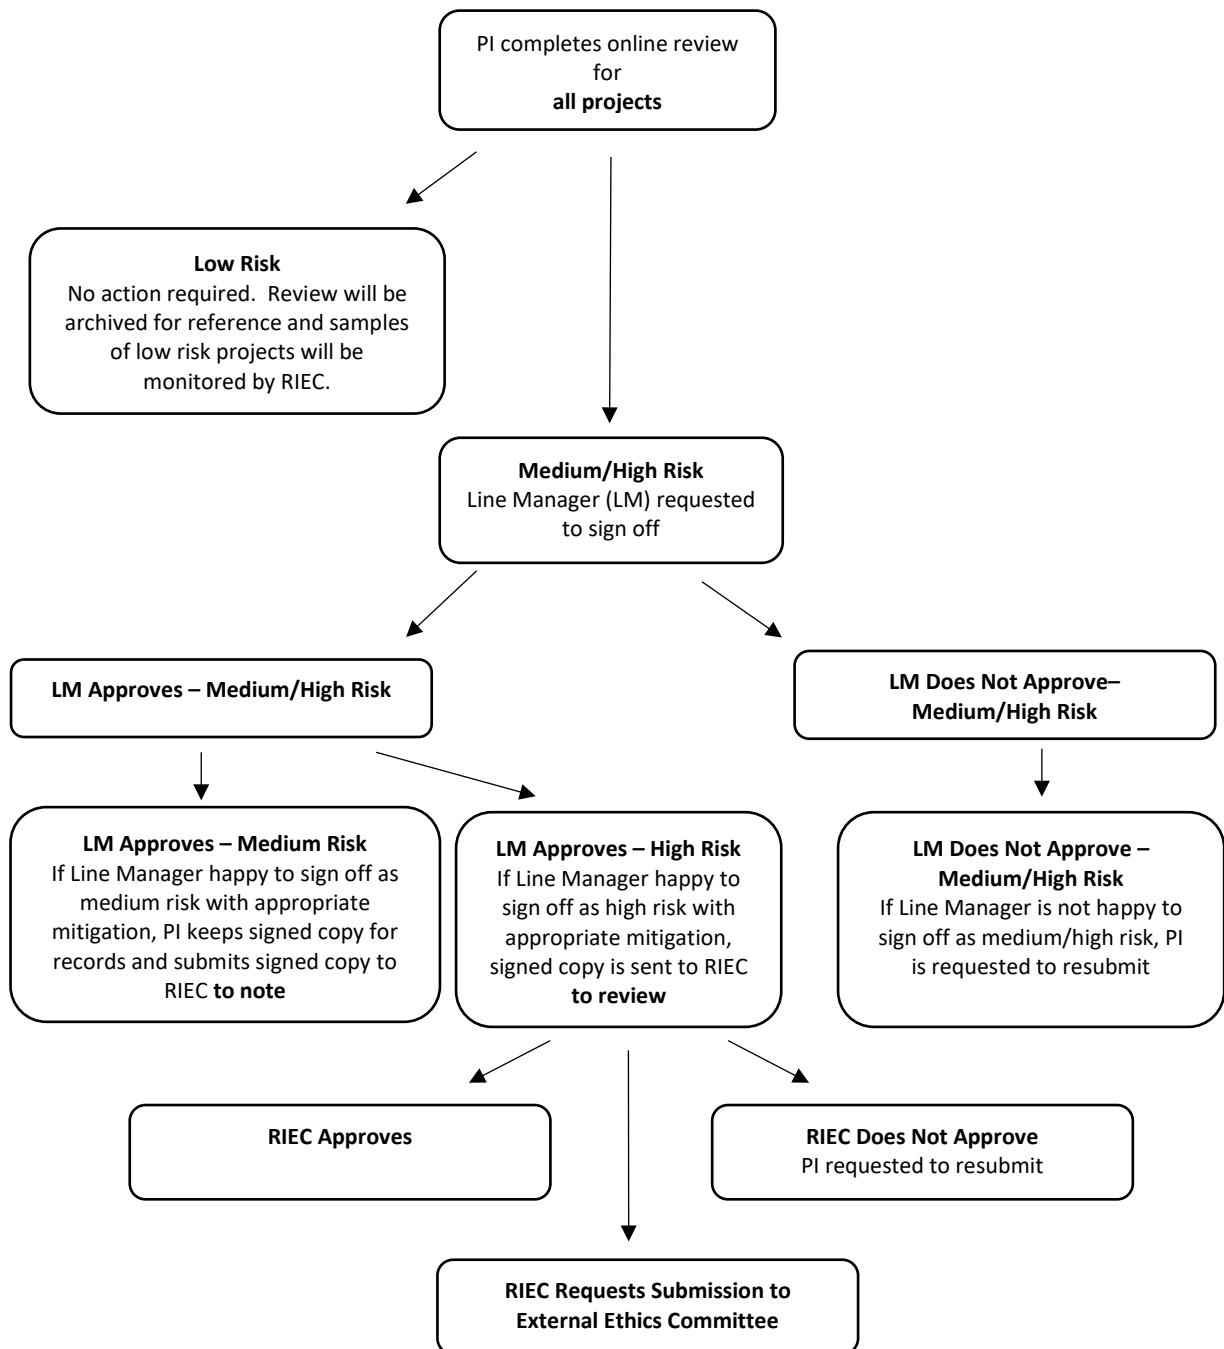 PI completes online review
for
all projects
Low Risk
No action required.  Review will be
archived for reference and samples
of low risk projects will be
monitored by RIEC.
Medium/High Risk
Line Manager (LM) requested
to sign off
LM Approves – Medium/High Risk
LM Does Not Approve–
Medium/High Risk
LM Approves – Medium Risk
If Line Manager happy to sign off as
medium risk with appropriate
mitigation, PI keeps signed copy for
records and submits signed copy to
RIEC to note
LM Approves – High Risk
If Line Manager happy to
sign off as high risk with
appropriate mitigation,
signed copy is sent to RIEC
to review
LM Does Not Approve –
Medium/High Risk
If Line Manager is not happy to
sign off as medium/high risk, PI
is requested to resubmit
RIEC Approves
RIEC Does Not Approve
PI requested to resubmit
RIEC Requests Submission to
External Ethics Committee